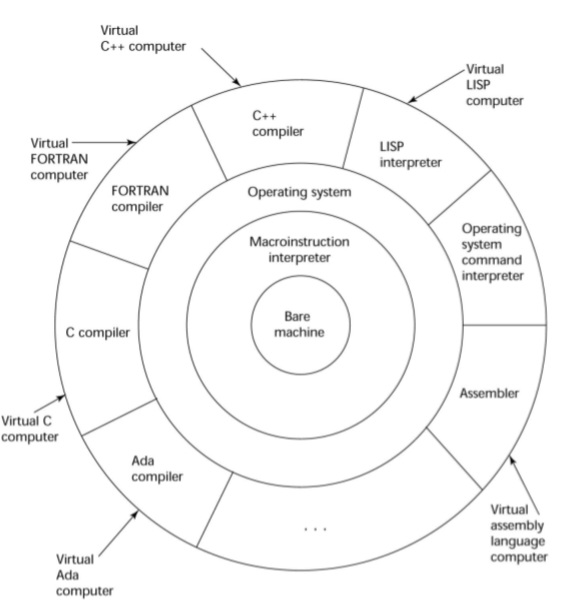 Virtual
C++ computer
Virtual
LISP
computer
C++
compiler
Virtual
FORTRAN
computer
LISP
interpreter
FORTRAN
compiler
Operating system
Operating
system
command
interpreter
Macroinstruction
interpreter
Bare
machine
C compiler
Assembler
Virtual C
computer
Ada
compiler
Virtual
assembly
language
computer
. . .
Virtual
Ada
computer